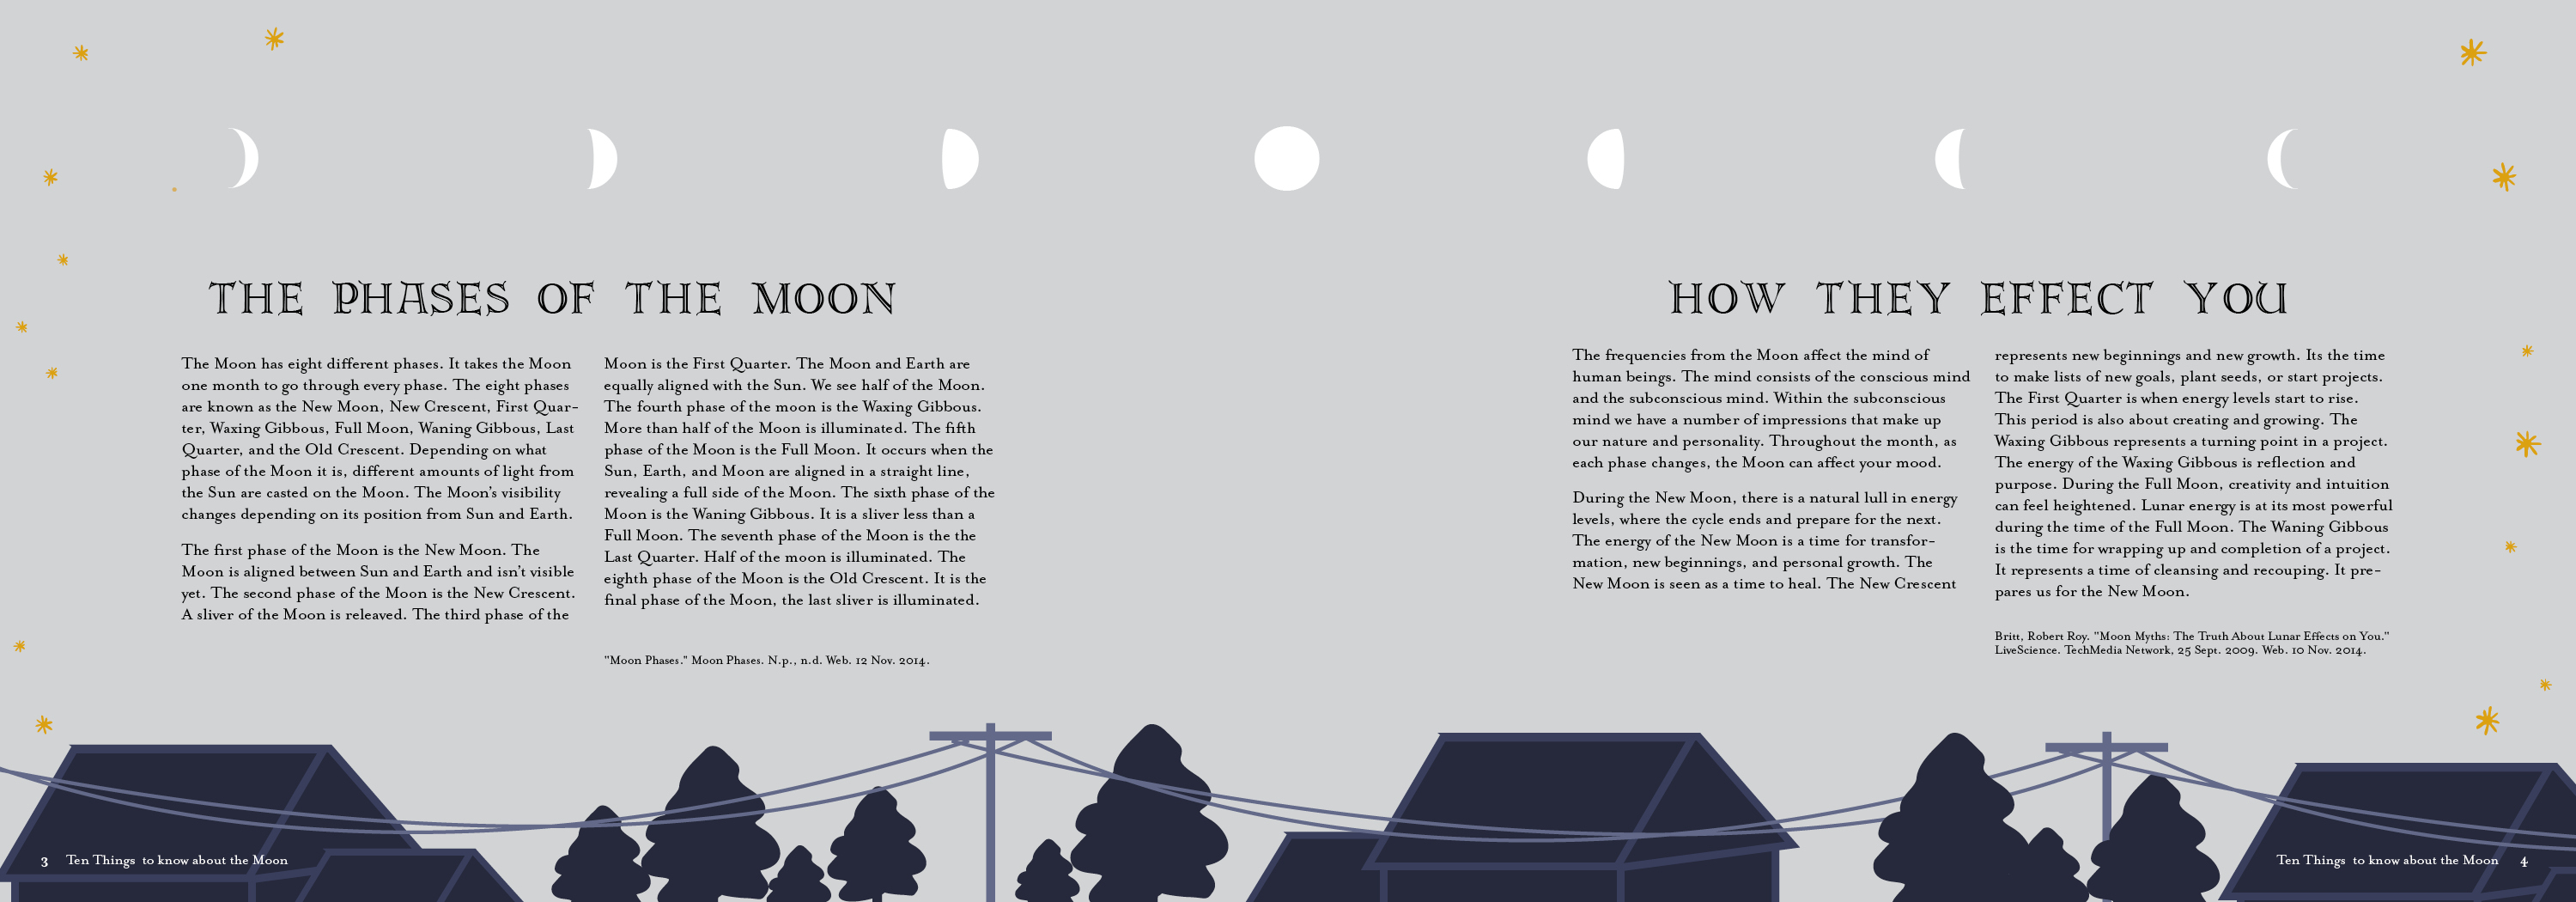 THE PHASES OF THE MOON
The Moon has eight different phases. It takes the Moon
one month to go through every phase. The eight phases
are known as the New Moon, New Crescent, First Quar-
ter, Waxing Gibbous, Full Moon, Waning Gibbous, Last
Quarter, and the Old Crescent. Depending on what
phase of the Moon it is, different amounts of light from
the Sun are casted on the Moon. The Moon's visibility
changes depending on its position from Sun and Earth.
The first phase of the Moon is the New Moon. The
Moon is aligned between Sun and Earth and isn't visible
yet. The second phase of the Moon is the New Crescent.
A sliver of the Moon is releaved. The third phase of the
Moon is the First Quarter. The Moon and Earth are
equally aligned with the Sun. We see half of the Moon.
The fourth phase of the moon is the Waxing Gibbous.
More than half of the Moon is illuminated. The fifth
phase of the Moon is the Full Moon. It occurs when the
Sun, Earth, and Moon are aligned in a straight line,
revealing a full side of the Moon. The sixth phase of the
Moon is the Waning Gibbous. It is a sliver less than a
Full Moon. The seventh phase of the Moon is the the
Last Quarter. Half of the moon is illuminated. The
eighth phase of the Moon is the Old Crescent. It is the
final phase of the Moon, the last sliver is illuminated.
"Moon Phases." Moon Phases. N.p., n.d. Web. 12 Nov. 2014.
3 Ten Things to know about the Moon
HOW THEY EFFECT YOU
The frequencies from the Moon affect the mind of
human beings. The mind consists of the conscious mind
and the subconscious mind. Within the subconscious
mind we have a number of impressions that make up
our nature and personality. Throughout the month, as
each phase changes, the Moon can affect your mood.
During the New Moon, there is a natural lull in energy
levels, where the cycle ends and prepare for the next.
The energy of the New Moon is a time for transfor-
mation, new beginnings, and personal growth. The
New Moon is seen as a time to heal. The New Crescent
represents new beginnings and new growth. Its the time
to make lists of new goals, plant seeds, or start projects.
The First Quarter is when energy levels start to rise.
This period is also about creating and growing. The
Waxing Gibbous represents a turning point in a project.
The energy of the Waxing Gibbous is reflection and
purpose. During the Full Moon, creativity and intuition
can feel heightened. Lunar energy is at its most powerful
during the time of the Full Moon. The Waning Gibbous
is the time for wrapping up and completion of a project.
It represents a time of cleansing and recouping. It pre-
pares us for the New Moon.
Britt, Robert Roy. "Moon Myths: The Truth About Lunar Effects on You."
LiveScience. TechMedia Network, 25 Sept. 2009. Web. 10 Nov. 2014.
Ten Things to know about the Moon 4